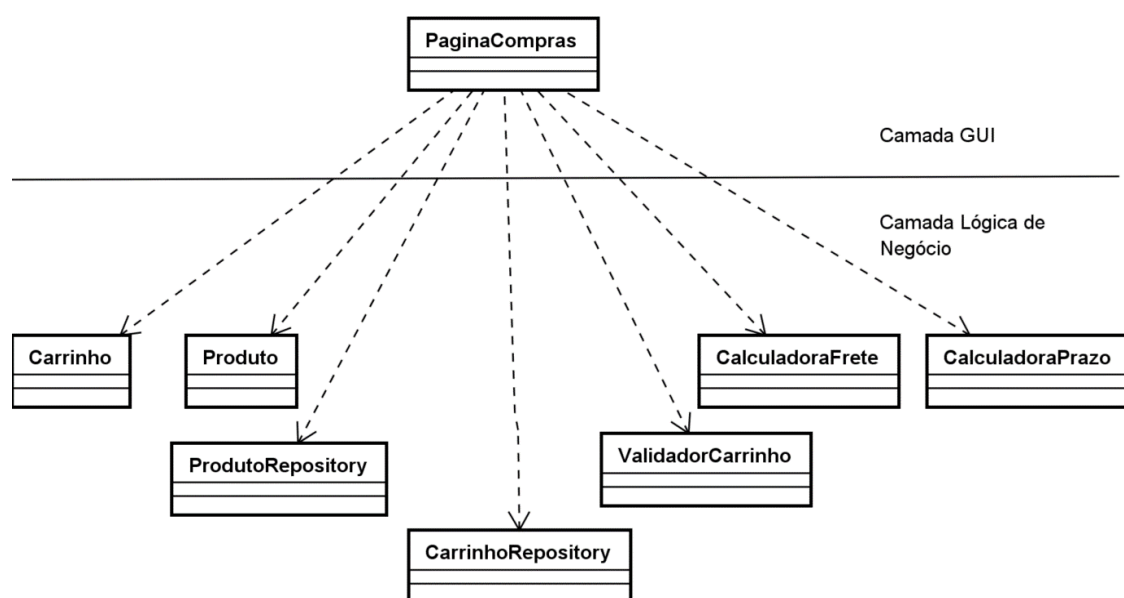 PaginaCompras
Camada GUI
Camada Lógica de
Negócio
Carrinho
Produto
CalculadoraFrete
CalculadoraPrazo
ProdutoRepository
ValidadorCarrinho
CarrinhoRepository